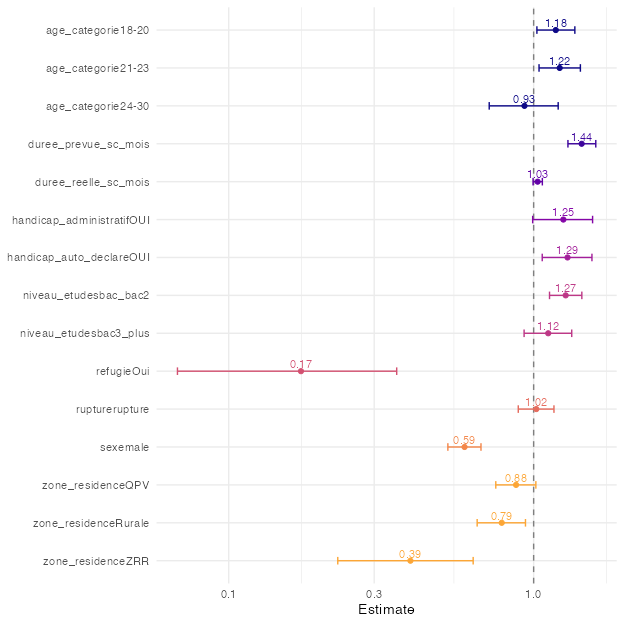 age_categorie18-20
1.18
age_categorie21-23
1.22
age_categorie24-30
0.93
duree_prevue_sc_mois
1.44
duree_reelle_sc_mois
1.03
handicap_administratifOUI
1.25
handicap_auto_declareOUI
1.29
niveau_etudesbac_bac2
1.27
niveau_etudesbac3_plus
1.12
refugieOui
0.17
rupturerupture
1.02
sexemale
0.59
zone_residenceQPV
0.88
zone_residenceRurale
0.79
zone_residenceZRR
0.39
0.1 0.3 1.0
Estimate